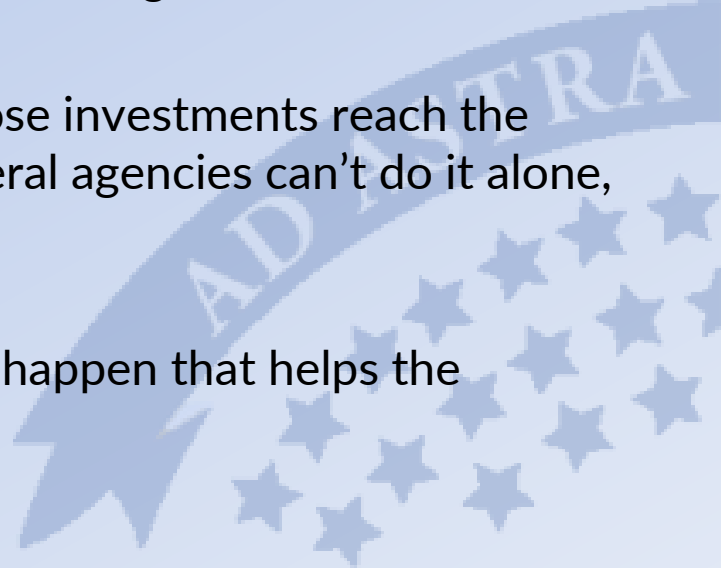 ose investments reach the
eral agencies can’t do it alone,
happen that helps the
AD ASTRA